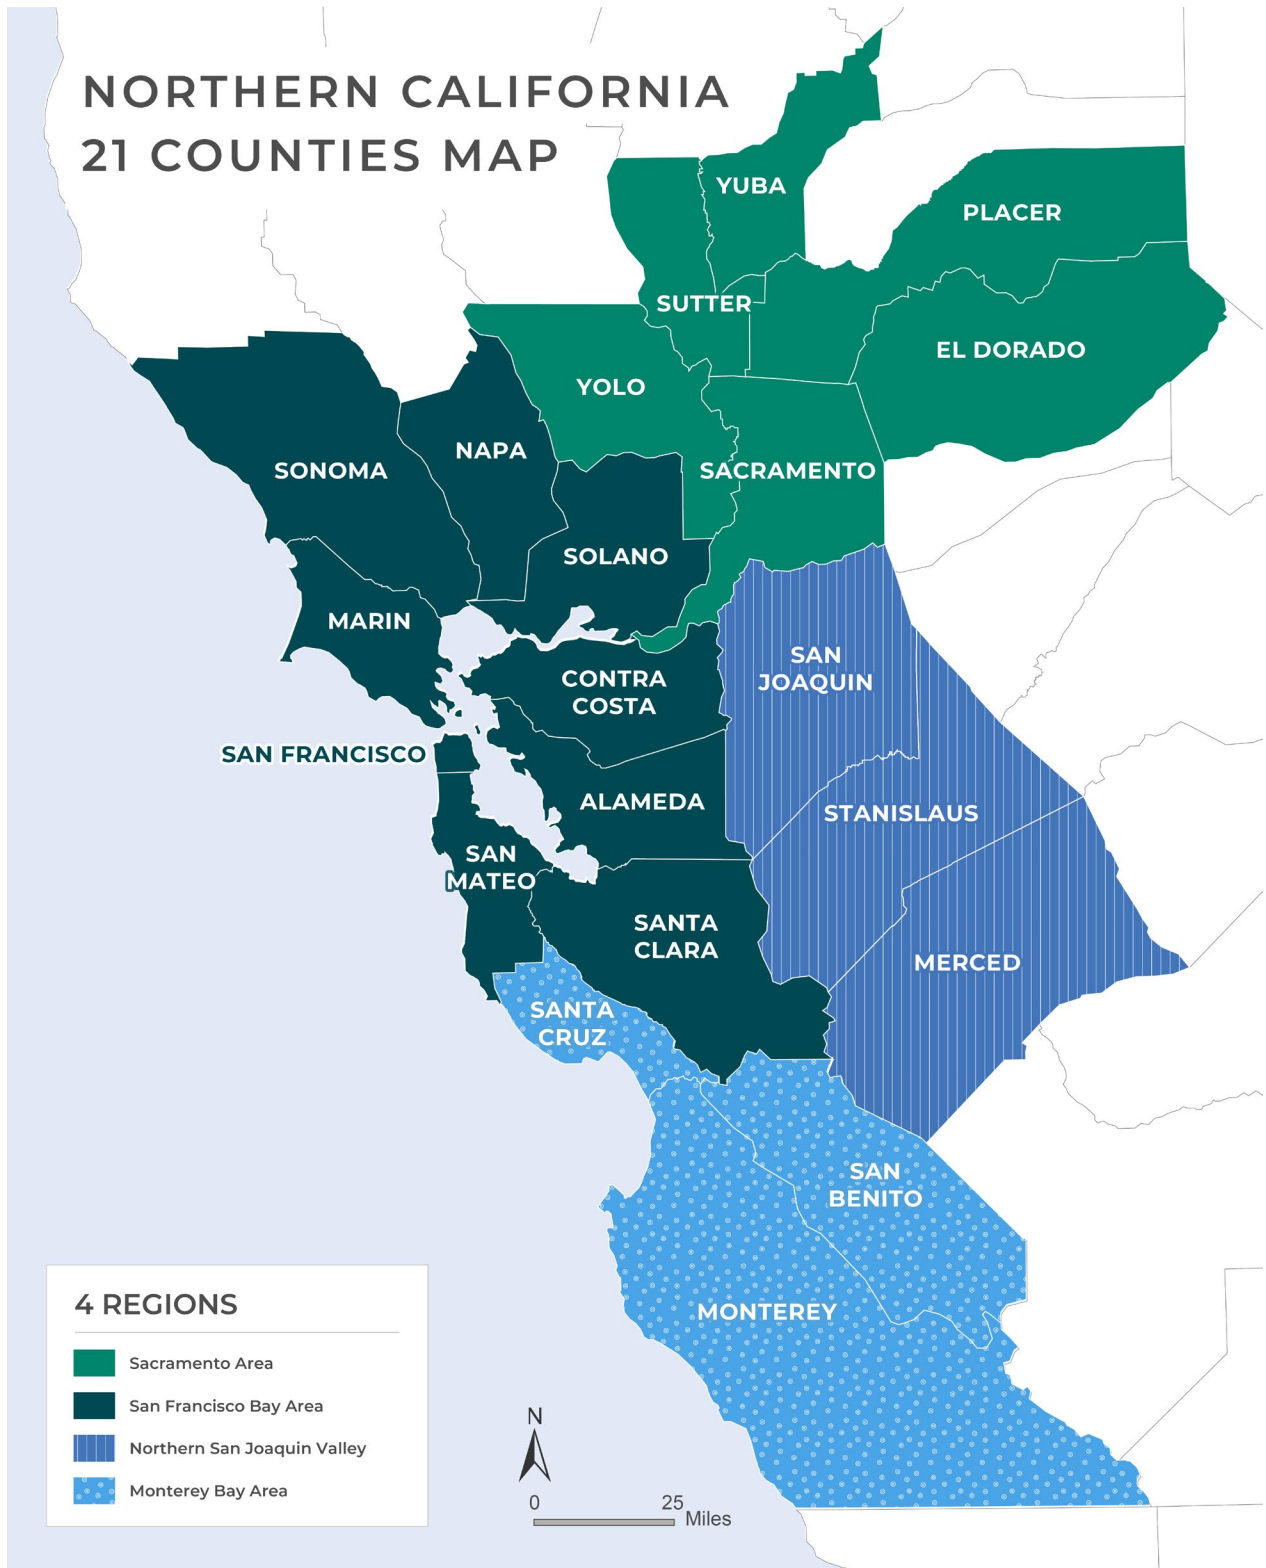 NORTHERN CALIFORNIA
21 COUNTIES MAP
YUBA
PLACER
SUTTER
EL DORADO
YOLO
NAPA
SONOMA
SACRAMENTO
SOLANO
MARIN
SAN
JOAQUIN
CONTRA
COSTA
SAN FRANCISCO
ALAMEDA
STANISLAUS
SAN
MATEO
SANTA
CLARA
MERCED
SANTA
CRUZ
SAN
BENITO
MONTEREY
4 REGIONS
Sacramento Area
San Francisco Bay Area
Northern San Joaquin Valley
Monterey Bay Area
N
0 25
Miles